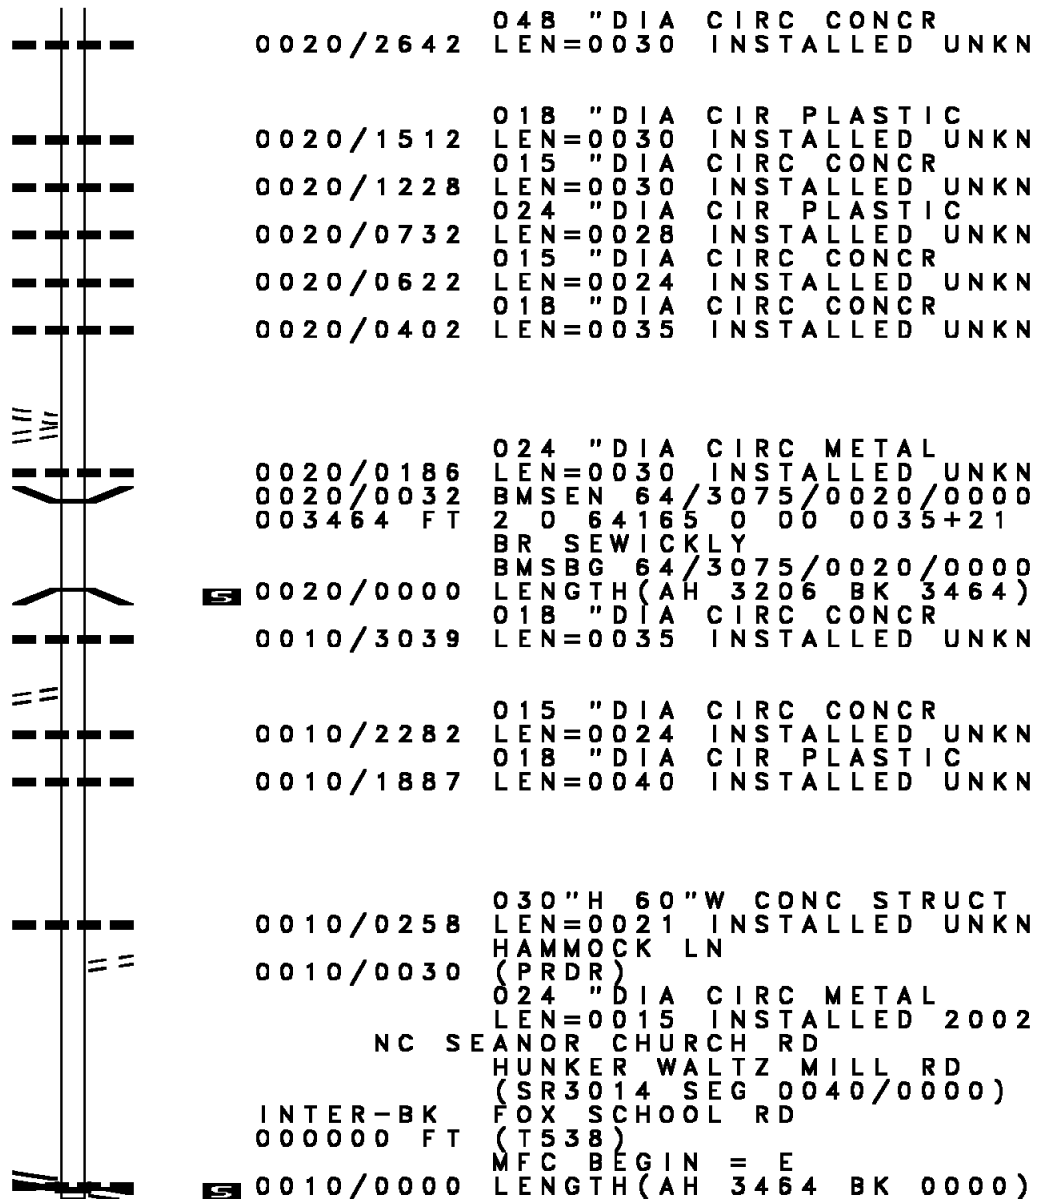 048 "DIA CIRC CONCR
0020/2642 LEN=0030 INSTALLED UNKN
018 "DIA CIR PLASTIC
0020/1512 LEN=0030 INSTALLED UNKN
015 "DIA CIRC CONCR
0020/1228 LEN=0030 INSTALLED UNKN
024 "DIA CIR PLASTIC
0020/0732 LEN=0028 INSTALLED UNKN
015 "DIA CIRC CONCR
0020/0622 LEN=0024 INSTALLED UNKN
018 "DIA CIRC CONCR
0020/0402 LEN=0035 INSTALLED UNKN
024 "DIA CIRC METAL
0020/0186 LEN=0030 INSTALLED UNKN
0020/0032 BMSEN 64/3075/0020/0000
003464 FT 2 0 64165 0 00 0035+21
BR SEWICKLY
BMSBG 64/3075/0020/0000
S 0020/0000 LENGTH(AH 3206 BK 3464)
018 "DIA CIRC CONCR
0010/3039 LEN=0035 INSTALLED UNKN
015 "DIA CIRC CONCR
0010/2282 LEN=0024 INSTALLED UNKN
018 "DIA CIR PLASTIC
0010/1887 LEN=0040 INSTALLED UNKN
030"H 60"W CONC STRUCT
0010/0258 LEN=0021 INSTALLED UNKN
HAMMOCK LN
0010/0030 (PRDR)
024 "DIA CIRC METAL
LEN=0015 INSTALLED 2002
NC SEANOR CHURCH RD
HUNKER WALTZ MILL RD
(SR3014 SEG 0040/0000)
INTER-BK FOX SCHOOL RD
000000 FT (T538)
MFC BEGIN = E
S 0010/0000 LENGTH(AH 3464 BK 0000)